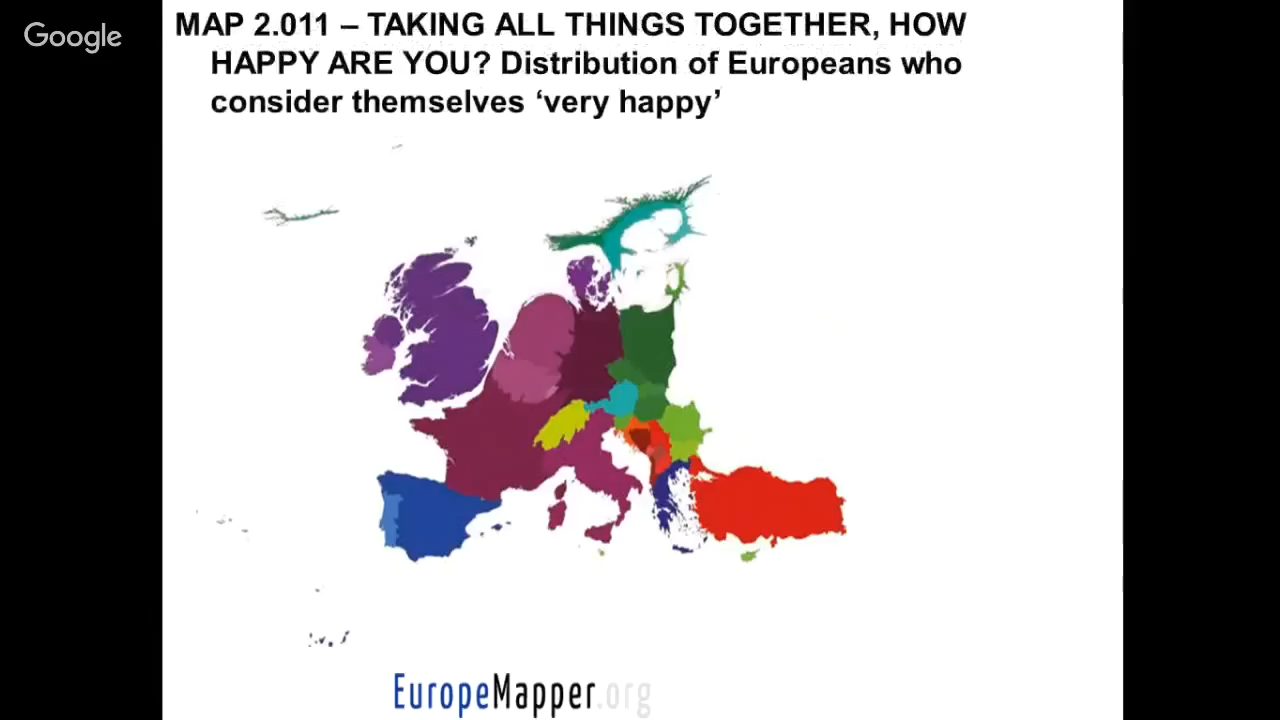 Google
MAP 2.011 – TAKING ALL THINGS TOGETHER, HOW
HAPPY ARE YOU? Distribution of Europeans who
consider themselves ‘very happy’
EuropeMapper.org